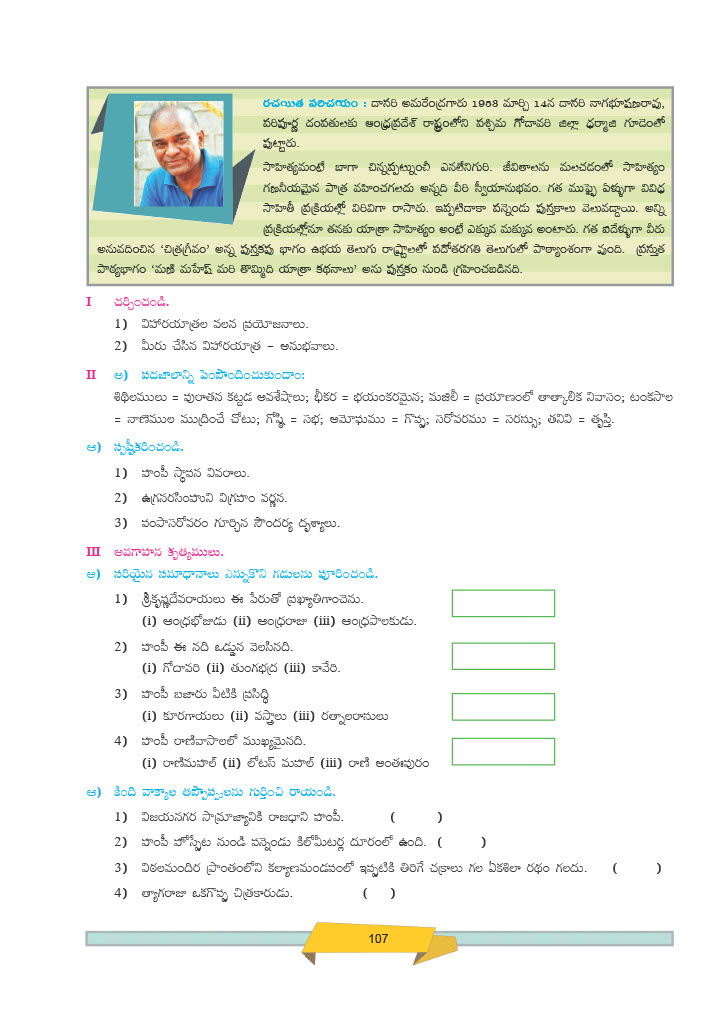 రచయిత పరిచయం : దాసరి అమరేంద్రగారు 1958 మార్చి 14న దాసరి నాగభూషణరావు,
పరిపూర్ణ దంపతులకు ఆంధ్రప్రదేశ్ రాష్ట్రంలోని పశ్చిమ గోదావరి జిల్లా ధర్మాజి గూడెంలో
పుట్టారు.
సాహిత్యమంటే బాగా చిన్నప్పట్నుంచీ ఎనలేనిగురి. జీవితాలను మలచడంలో సాహిత్యం
గణనీయమైన పాత్ర వహించగలదు అన్నది వీరి స్వీయానుభవం. గత ముప్ఫై ఏళ్ళుగా వివిధ
సాహితీ ప్రక్రియల్లో విరివిగా రాసారు. ఇప్పటిదాకా పన్నెండు పుస్తకాలు వెలువడ్డాయి. అన్ని
ప్రక్రియల్లోనూ తనకు యాత్రా సాహిత్యం అంటే ఎక్కువ మక్కువ అంటారు. గత ఐదేళ్ళుగా వీరు
అనువదించిన ‘చిత్రగ్రీవం’ అన్న పుస్తకపు భాగం ఉభయ తెలుగు రాష్ట్రాలలో పదోతరగతి తెలుగులో పాఠ్యాంశంగా వుంది. ప్రస్తుత
పాఠ్యభాగం ‘మణి మహేష్ మరి తొమ్మిది యాత్రా కథనాలు’ అను పుస్తకం నుండి గ్రహించబడినది.
I చర్చించండి.
1) విహారయాత్రల వలన ప్రయోజనాలు.
2) మీరు చేసిన విహారయాత్ర – అనుభవాలు.
II అ) పదజాలాన్ని పెంపొందించుకుందాం:
శిథిలములు = పురాతన కట్టడ అవశేషాలు; భీకర = భయంకరమైన; మజిలీ = ప్రయాణంలో తాత్కాలిక నివాసం; టంకసాల
= నాణెముల ముద్రించే చోటు; గోష్ఠి = సభ; అమోఘము = గొప్ప; సరోవరము = సరస్సు; తనివి = తృప్తి.
ఆ) స్పష్టీకరించండి.
1) హంపీ స్థాపన వివరాలు.
2) ఉగ్రనరసింహుని విగ్రహం వర్ణన.
3) పంపాసరోవరం గూర్చిన సౌందర్య దృశ్యాలు.
III అవగాహన కృత్యములు.
అ) సరియైన సమాధానాలు ఎన్నుకొని గడులను పూరించండి.
1) శ్రీకృష్ణదేవరాయలు ఈ పేరుతో ప్రఖ్యాతిగాంచెను.
(i) ఆంధ్రభోజుడు (ii) ఆంధ్రరాజు (iii) ఆంధ్రపాలకుడు.
2) హంపీ ఈ నది ఒడ్డున వెలసినది.
(i) గోదావరి (ii) తుంగభద్ర (iii) కావేరి.
3) హంపీ బజారు వీటికి ప్రసిద్ధి
(i) కూరగాయలు (ii) వస్త్రాలు (iii) రత్నాలరాసులు
4) హంపీ రాణివాసాలలో ముఖ్యమైనది.
(i) రాణిమహల్ (ii) లోటస్ మహల్ (iii) రాణి అంతఃపురం
ఆ) కింది వాక్యాల తప్పొప్పులను గుర్తించి రాయండి.
1) విజయనగర సామ్రాజ్యానికి రాజధాని హంపీ. ( )
2) హంపీ హోస్పేట నుండి పన్నెండు కిలోమీటర్ల దూరంలో ఉంది. ( )
3) విఠలమందిర ప్రాంతంలోని కల్యాణమండపంలో ఇప్పటికి తిరిగే చక్రాలు గల ఏకశిలా రథం గలదు. ( )
4) త్యాగరాజు ఒకగొప్ప చిత్రకారుడు. ( )
107